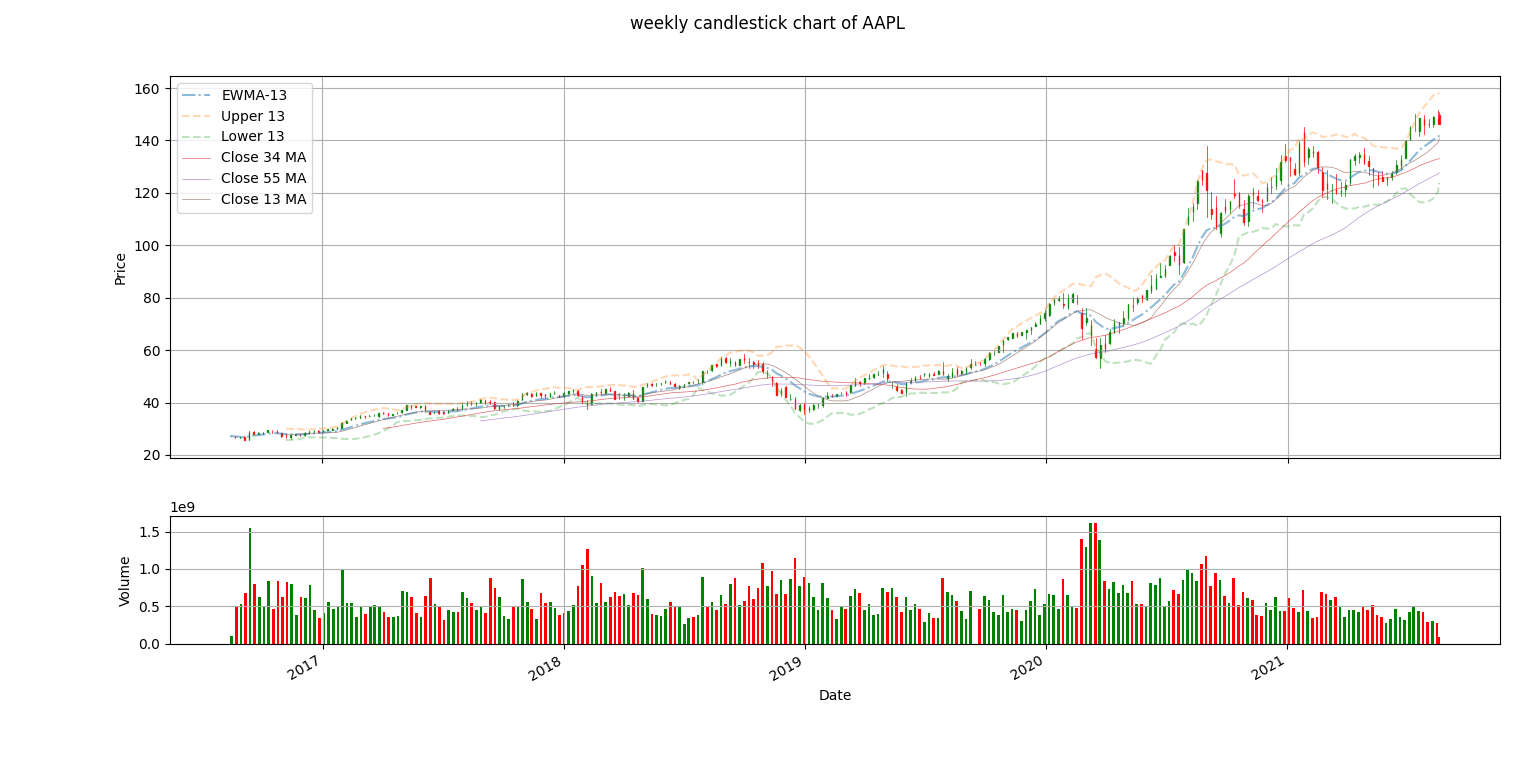 weekly candlestick chart of AAPL
EWMA-13
Upper 13
Lower 13
Close 34 MA
Close 55 MA
Close 13 MA
160
140
120
100
80
60
40
20
Price
1e9
1.5
1.0
0.5
0.0
Volume
2017
2018
2019
2020
2021
Date